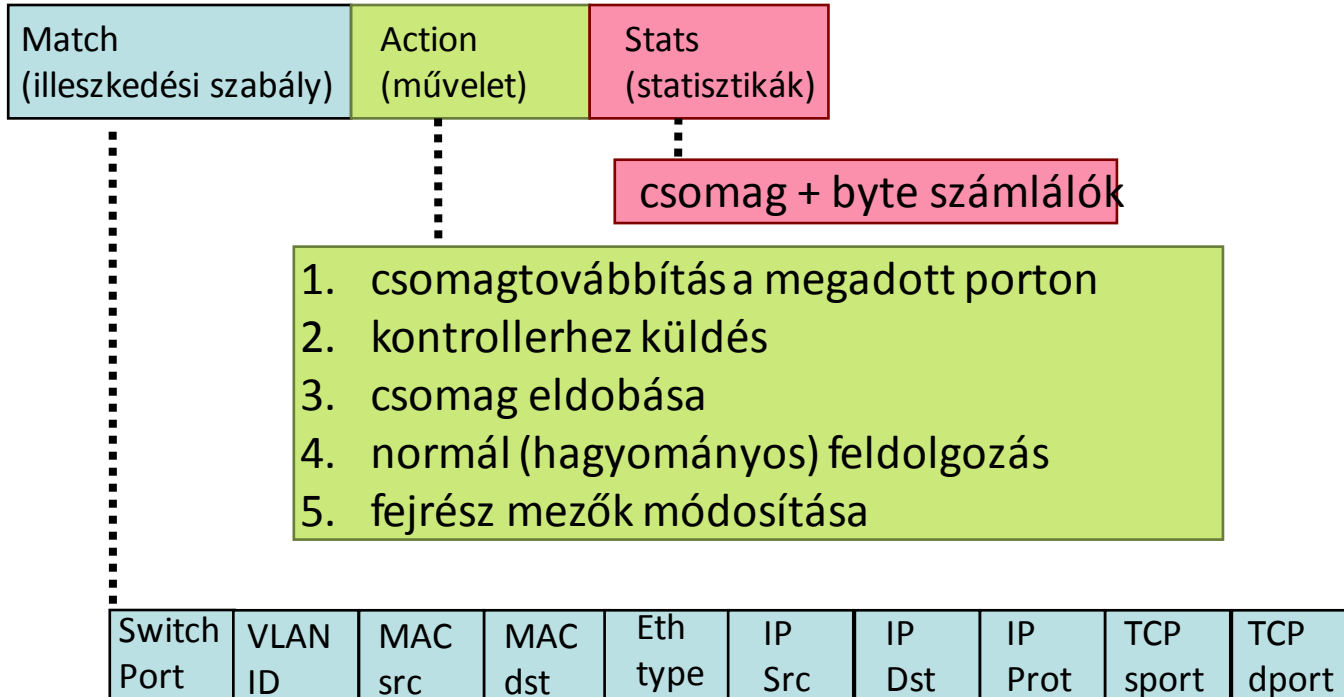 Match
(illeszkedési szabály)
Action
(művelet)
Stats
(statisztikák)
csomag + byte számlálók
1. csomagtovábbítás a megadott porton
2. kontrollerhez küldés
3. csomag eldobása
4. normál (hagyományos) feldolgozás
5. fejrész mezők módosítása
Switch
Port
VLAN
ID
MAC
src
MAC
dst
Eth
type
IP
Src
IP
Dst
IP
Prot
TCP
sport
TCP
dport